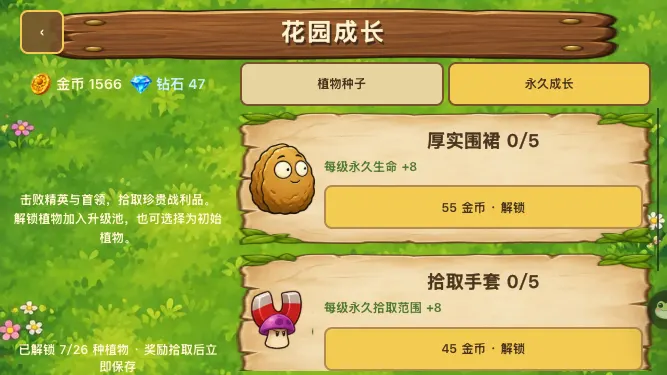 ‹
花园成长
金币 1566
钻石 47
植物种子
永久成长
厚实围裙 0/5
每级永久生命 +8
55 金币 · 解锁
击败精英与首领，拾取珍贵战利品。
解锁植物加入升级池，也可选择为初始
植物。
拾取手套 0/5
每级永久拾取范围 +8
45 金币 · 解锁
已解锁 7/26 种植物 · 奖励拾取后立
即保存